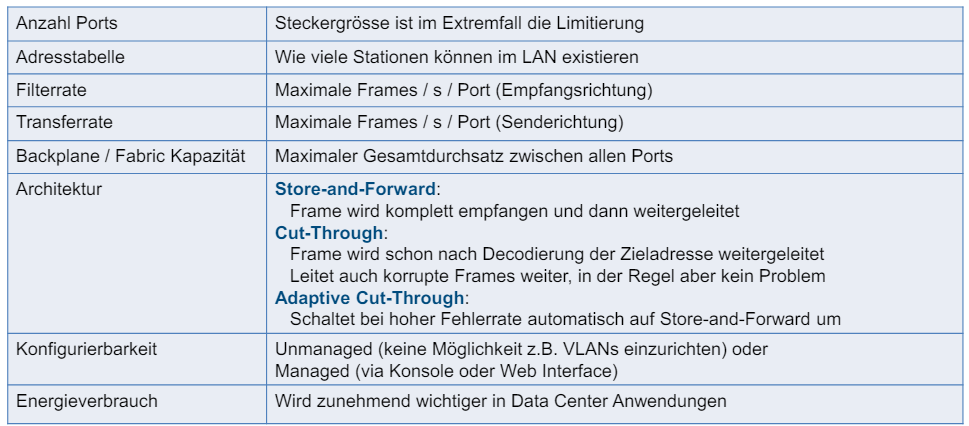 Anzahl Ports Steckergrösse ist im Extremfall die Limitierung
Adresstabelle Wie viele Stationen können im LAN existieren
Filterrate Maximale Frames / s / Port (Empfangsrichtung)
Transferrate Maximale Frames / s / Port (Senderichtung)
Backplane / Fabric Kapazität Maximaler Gesamtdurchsatz zwischen allen Ports
Architektur Store-and-Forward:
Frame wird komplett empfangen und dann weitergeleitet
Cut-Through:
Frame wird schon nach Decodierung der Zieladresse weitergeleitet
Leitet auch korrupte Frames weiter, in der Regel aber kein Problem
Adaptive Cut-Through:
Schaltet bei hoher Fehlerrate automatisch auf Store-and-Forward um
Konfigurierbarkeit Unmanaged (keine Möglichkeit z.B. VLANs einzurichten) oder
Managed (via Konsole oder Web Interface)
Energieverbrauch Wird zunehmend wichtiger in Data Center Anwendungen